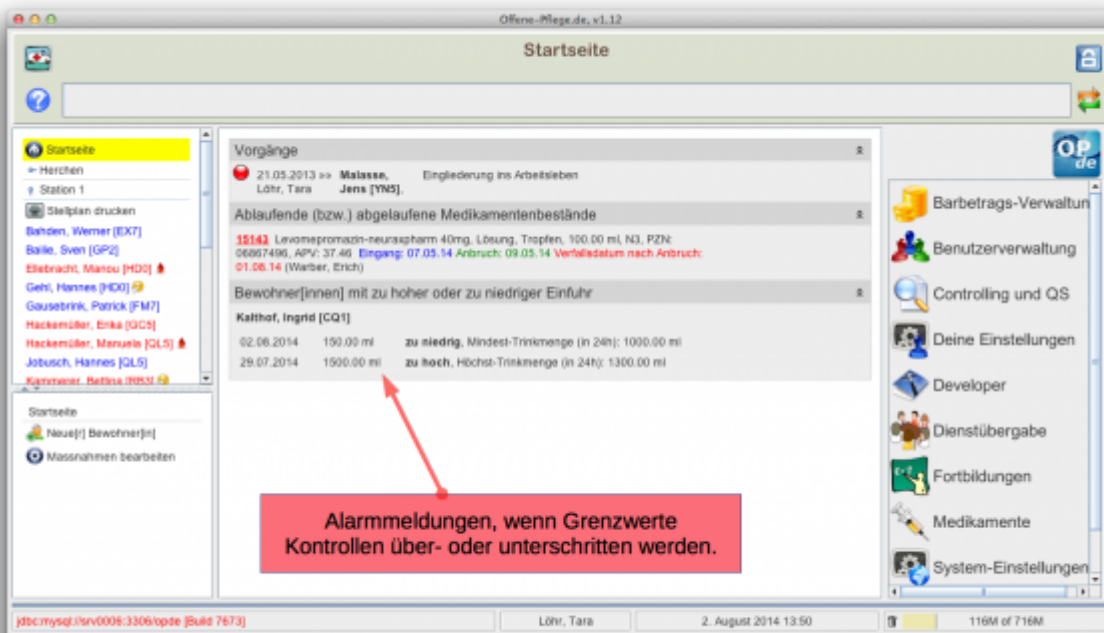 Offene-Pflege.de, v1.12
Startseite
Startseite
Herchen
Station 1
Stellplan drucken
Bahden, Werner [EX7]
Bailie, Sven [GP2]
Ellebracht, Manou [HD0]
Gehl, Hannes [HD0]
Gausebrink, Patrick [FM7]
Hackemüller, Erika [GC5]
Hackemüller, Manuela [QL5]
Jobusch, Hannes [QL5]
Kammerer, Bettina [RB3]
Startseite
Neue[r] Bewohner[in]
Massnahmen bearbeiten
Vorgänge
21.05.2013 »» Malasse, Eingliederung ins Arbeitsleben
Löhr, Tara Jens [YN5],
Ablaufende (bzw.) abgelaufene Medikamentenbestände
15143 Levomepromazin-neuraxpharm 40mg, Lösung, Tropfen, 100.00 ml, N3, PZN:
06867496, APV: 37.46 Eingang: 07.05.14 Anbruch: 09.05.14 Verfallsdatum nach Anbruch:
01.08.14 (Warber, Erich)
Bewohner[innen] mit zu hoher oder zu niedriger Einfuhr
Kalthof, Ingrid [CQ1]
02.08.2014 150.00 ml zu niedrig, Mindest-Trinkmenge (in 24h): 1000.00 ml
29.07.2014 1500.00 ml zu hoch, Höchst-Trinkmenge (in 24h): 1300.00 ml
Alarmmeldungen, wenn Grenzwerte
Kontrollen über- oder unterschritten werden.
OP
de
Barbetrags-Verwaltun
Benutzerverwaltung
Controlling und QS
Deine Einstellungen
Developer
Dienstübergabe
Fortbildungen
Medikamente
System-Einstellungen
jdbc:mysql://srv0006:3306/opde [Build 7673]
Löhr, Tara
2. August 2014 13:50
116M of 716M